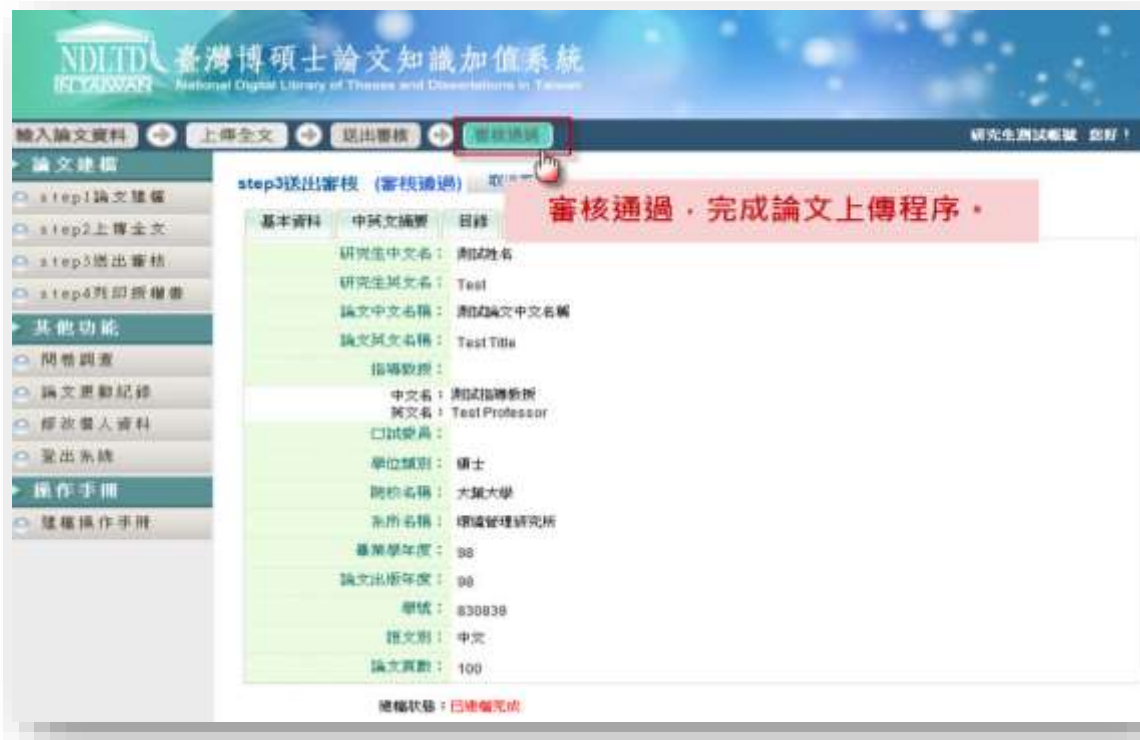 NDLTD 臺灣博碩士論文知識加值系統
IN TAIWAN National Digital Library of Theses and Dissertations in Taiwan
輸入論文資料 上傳全文 送出審核 審核通過 研究生測試帳號 您好！
論文建檔
step1論文建檔
step2上傳全文
step3送出審核
step4列印授權書
其他功能
問卷調查
論文更動紀錄
修改個人資料
登出系統
操作手冊
建檔操作手冊
step3送出審核 (審核通過)
審核通過，完成論文上傳程序。
基本資料 中英文摘要 目錄
研究生中文名： 測試姓名
研究生英文名： Test
論文中文名稱： 測試論文中文名稱
論文英文名稱： Test Title
指導教授：
中文名： 測試指導教授
英文名： Test Professor
口試委員：
學位類別： 碩士
院校名稱： 大葉大學
系所名稱： 環境管理研究所
畢業學年度： 98
論文出版年度： 98
學號： 830838
語文別： 中文
論文頁數： 100
建檔狀態：已建檔完成